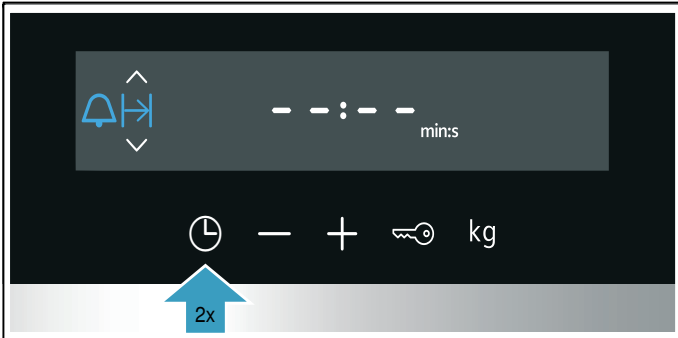 – –:– –
min:s
kg
2x